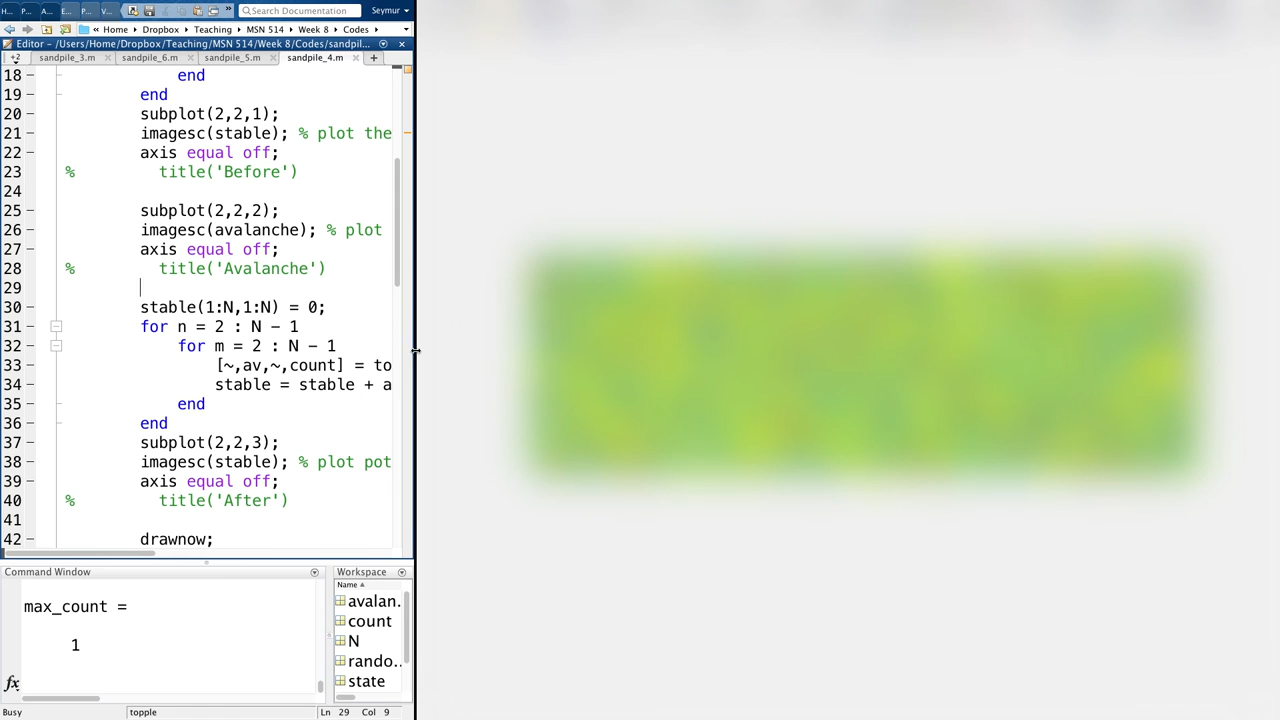 H... P... A... E... P... V... » Search Documentation Seymur
« Home › Dropbox › Teaching › MSN 514 › Week 8 › Codes ›
Editor - /Users/Home/Dropbox/Teaching/MSN 514/Week 8/Codes/sandpil...
+2 sandpile_3.m sandpile_6.m sandpile_5.m sandpile_4.m +
18 end
19 end
20 subplot(2,2,1);
21 imagesc(stable); % plot the
22 axis equal off;
23 % title('Before')
24
25 subplot(2,2,2);
26 imagesc(avalanche); % plot
27 axis equal off;
28 % title('Avalanche')
29
30 stable(1:N,1:N) = 0;
31 for n = 2 : N - 1
32 for m = 2 : N - 1
33 [~,av,~,count] = to
34 stable = stable + a
35 end
36 end
37 subplot(2,2,3);
38 imagesc(stable); % plot pot
39 axis equal off;
40 % title('After')
41
42 drawnow;
Command Window
max_count =
1
fx
Workspace
Name
avalan..
count
N
rando..
state
Busy topple Ln 29 Col 9